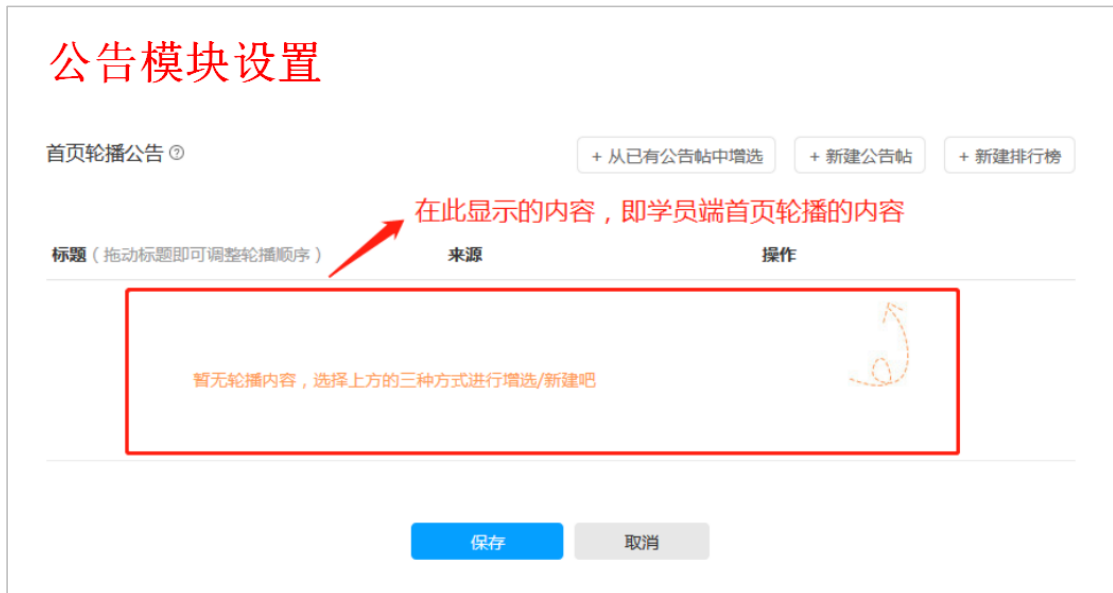 公告模块设置
首页轮播公告 ?
+ 从已有公告帖中增选
+ 新建公告帖
+ 新建排行榜
在此显示的内容，即学员端首页轮播的内容
标题（拖动标题即可调整轮播顺序） 来源 操作
暂无轮播内容，选择上方的三种方式进行增选/新建吧
保存 取消